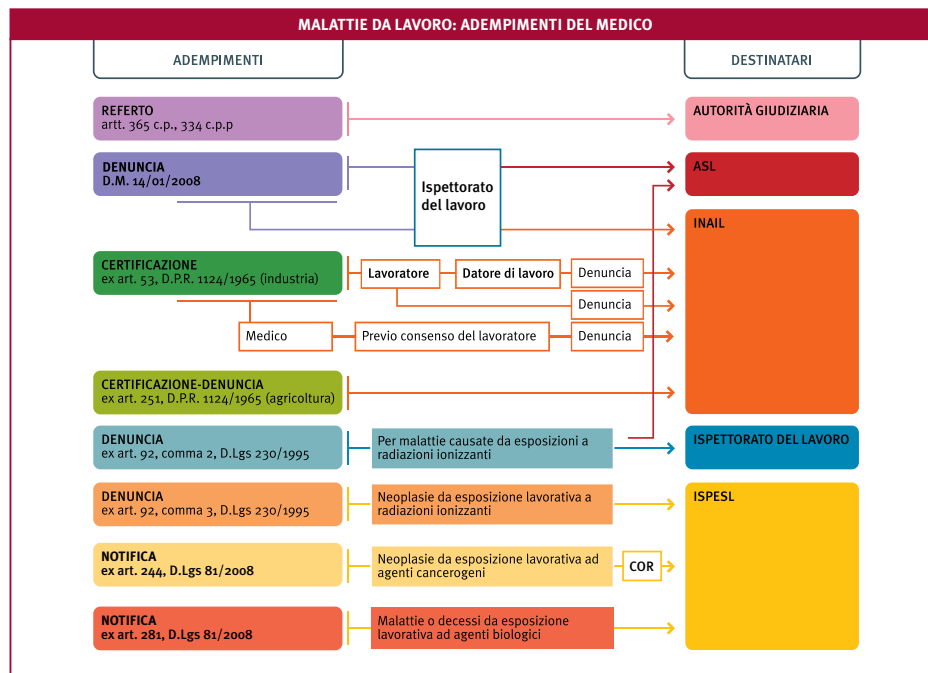 MALATTIE DA LAVORO: ADEMPIMENTI DEL MEDICO
ADEMPIMENTI
DESTINATARI
REFERTO
artt. 365 c.p., 334 c.p.p
AUTORITÀ GIUDIZIARIA
DENUNCIA
D.M. 14/01/2008
Ispettorato
del lavoro
ASL
INAIL
CERTIFICAZIONE
ex art. 53, D.P.R. 1124/1965 (industria)
Lavoratore
Datore di lavoro
Denuncia
Denuncia
Medico
Previo consenso del lavoratore
Denuncia
CERTIFICAZIONE-DENUNCIA
ex art. 251, D.P.R. 1124/1965 (agricoltura)
DENUNCIA
ex art. 92, comma 2, D.Lgs 230/1995
Per malattie causate da esposizioni a
radiazioni ionizzanti
ISPETTORATO DEL LAVORO
DENUNCIA
ex art. 92, comma 3, D.Lgs 230/1995
Neoplasie da esposizione lavorativa a
radiazioni ionizzanti
ISPESL
NOTIFICA
ex art. 244, D.Lgs 81/2008
Neoplasie da esposizione lavorativa ad
agenti cancerogeni
COR
NOTIFICA
ex art. 281, D.Lgs 81/2008
Malattie o decessi da esposizione
lavorativa ad agenti biologici